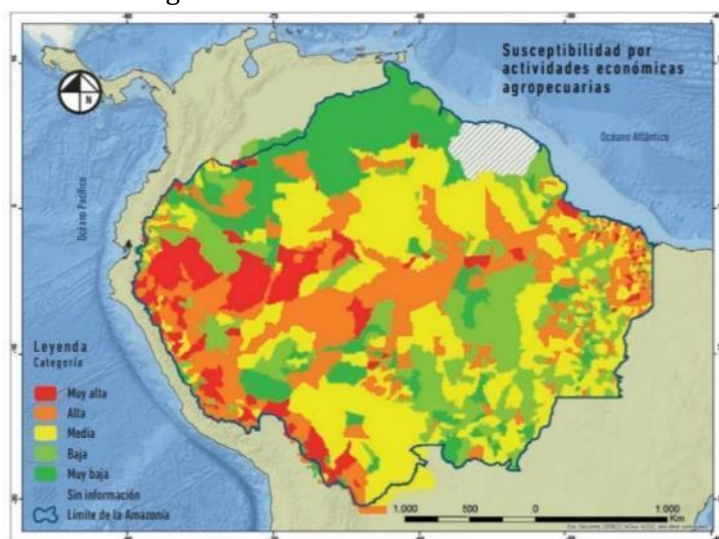 Susceptibilidad por
actividades económicas
agropecuarias
N
Océano Atlántico
Océano Pacífico
Leyenda
Categoría
Muy alta
Alta
Media
Baja
Muy baja
Sin información
Límite de la Amazonía
1.000 500 0 1.000
Km